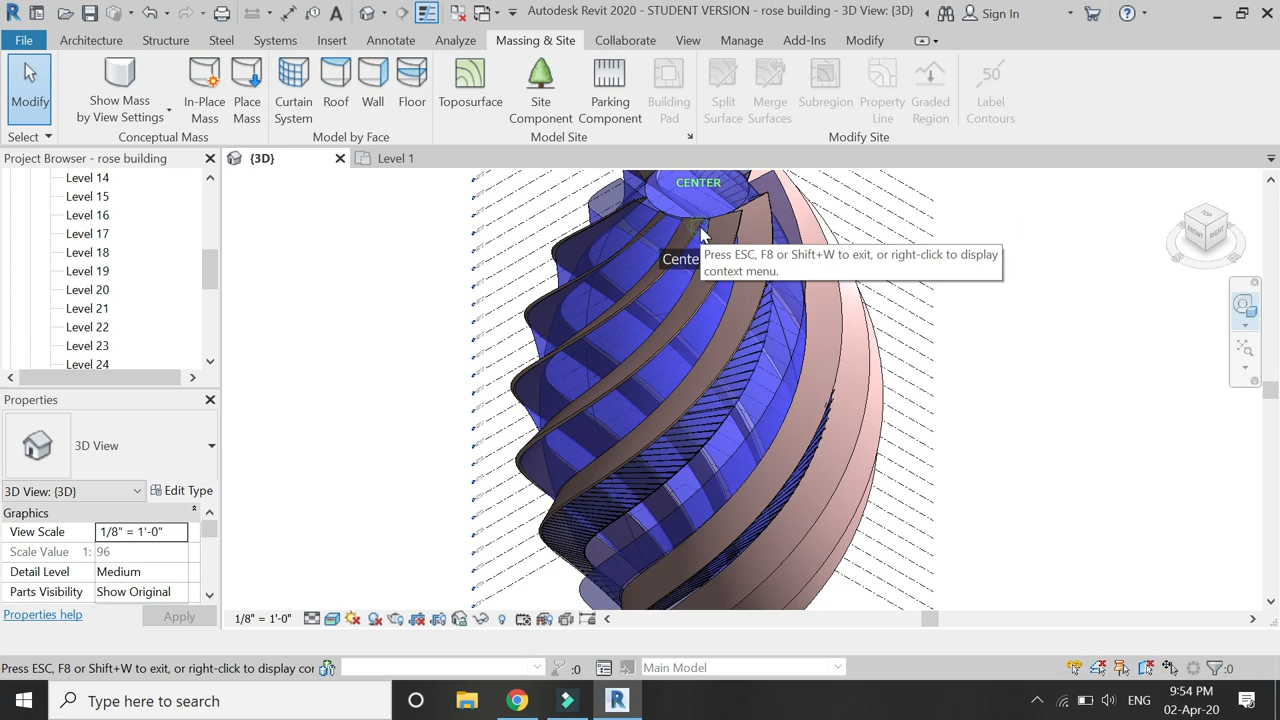 Autodesk Revit 2020 - STUDENT VERSION - rose building - 3D View: {3D}
Sign In
File Architecture Structure Steel Systems Insert Annotate Analyze Massing & Site Collaborate View Manage Add-Ins Modify
Modify
Show Mass
by View Settings
In-Place
Mass
Place
Mass
Curtain
System
Roof
Wall
Floor
Toposurface
Site
Component
Parking
Component
Building
Pad
Split
Surface
Merge
Surfaces
Subregion
Property
Line
Graded
Region
50
Label
Contours
Select
Conceptual Mass
Model by Face
Model Site
Modify Site
Project Browser - rose building
{3D}
Level 1
Level 14
Level 15
Level 16
Level 17
Level 18
Level 19
Level 20
Level 21
Level 22
Level 23
Level 24
CENTER
Cente
Press ESC, F8 or Shift+W to exit, or right-click to display
context menu.
TOP
FRONT
RIGHT
Properties
3D View
3D View: {3D}
Edit Type
Graphics
View Scale 1/8" = 1'-0"
Scale Value 1: 96
Detail Level Medium
Parts Visibility Show Original
Properties help
Apply
1/8" = 1'-0"
Press ESC, F8 or Shift+W to exit, or right-click to display cor
:0
Main Model
:0
Type here to search
ENG
9:54 PM
02-Apr-20